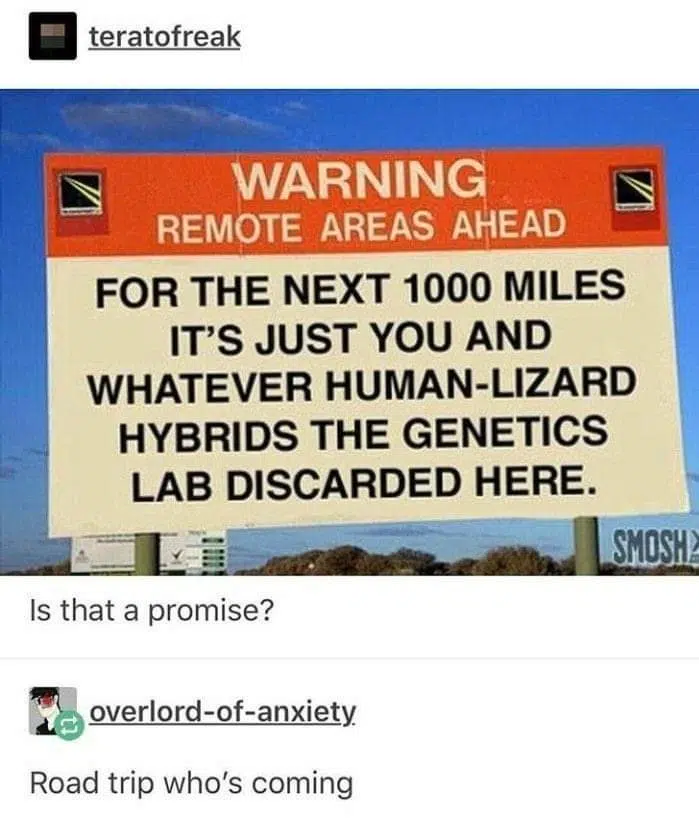 teratofreak
WARNING
REMOTE AREAS AHEAD
FOR THE NEXT 1000 MILES
IT'S JUST YOU AND
WHATEVER HUMAN-LIZARD
HYBRIDS THE GENETICS
LAB DISCARDED HERE.
SMOSH
Is that a promise?
overlord-of-anxiety
Road trip who's coming